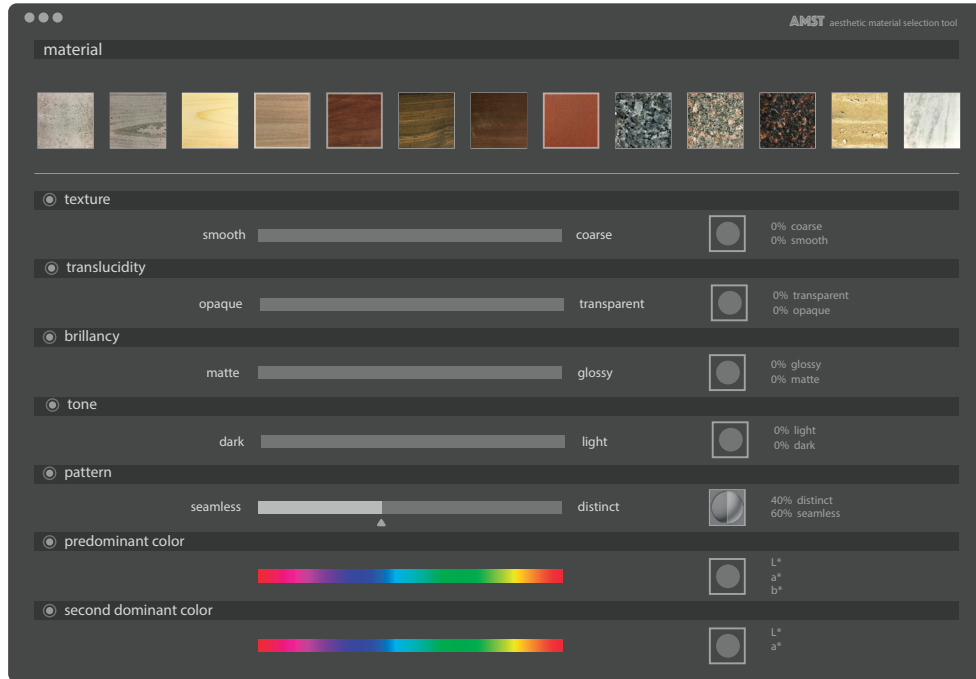 AMST aesthetic material selection tool
material
texture
smooth coarse
0% coarse
0% smooth
translucidity
opaque transparent
0% transparent
0% opaque
brillancy
matte glossy
0% glossy
0% matte
tone
dark light
0% light
0% dark
pattern
seamless distinct
40% distinct
60% seamless
predominant color
L*
a*
b*
second dominant color
L*
a*